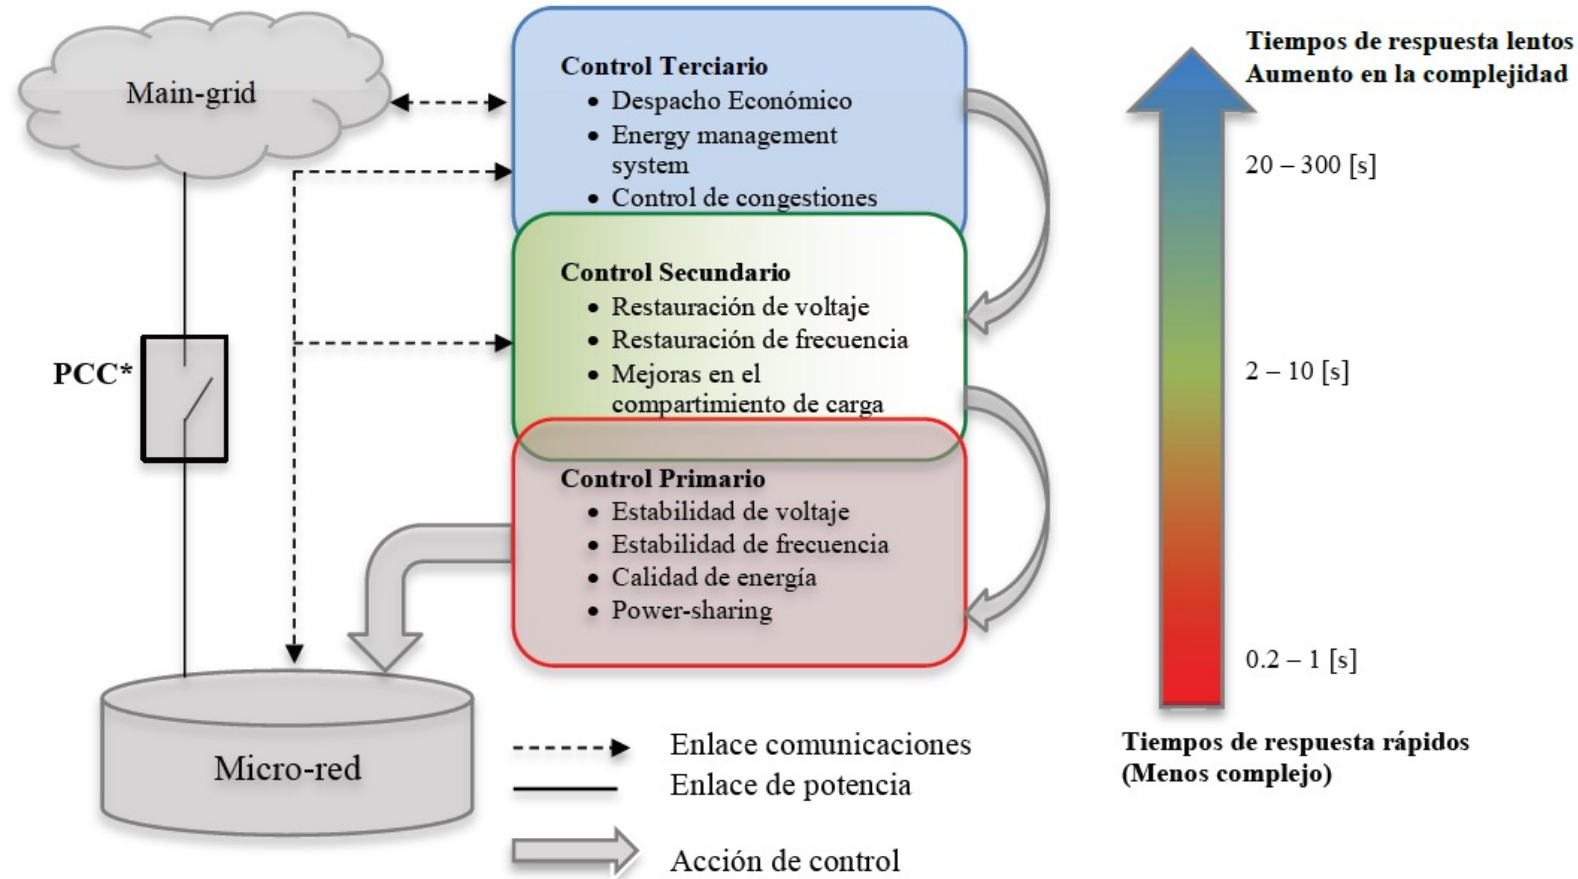 Main-grid
PCC*
Micro-red
Control Terciario
• Despacho Económico
• Energy management
system
• Control de congestiones
Control Secundario
• Restauración de voltaje
• Restauración de frecuencia
• Mejoras en el
compartimiento de carga
Control Primario
• Estabilidad de voltaje
• Estabilidad de frecuencia
• Calidad de energía
• Power-sharing
Enlace comunicaciones
Enlace de potencia
Acción de control
Tiempos de respuesta lentos
Aumento en la complejidad
20 – 300 [s]
2 – 10 [s]
0.2 – 1 [s]
Tiempos de respuesta rápidos
(Menos complejo)